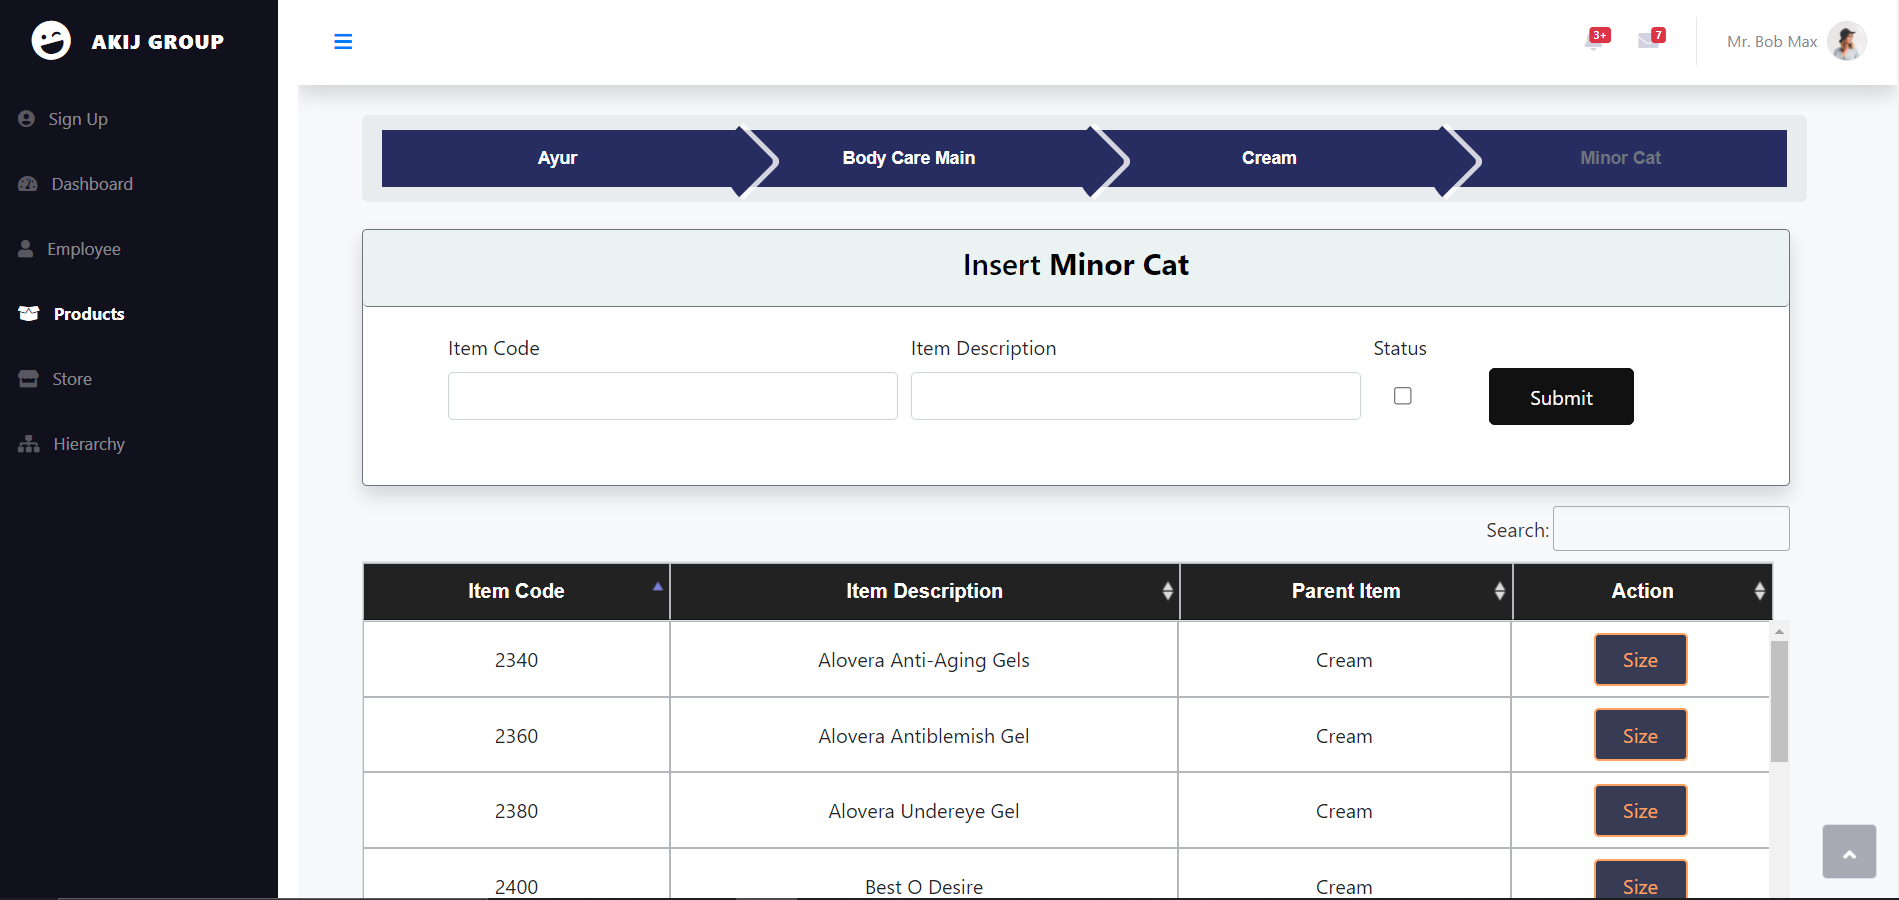 AKIJ GROUP
3+
7
Mr. Bob Max
Sign Up
Dashboard
Employee
Products
Store
Hierarchy
Ayur
Body Care Main
Cream
Minor Cat
Insert Minor Cat
Item Code
Item Description
Status
Submit
Search:
Item Code Item Description Parent Item Action
2340 Alovera Anti-Aging Gels Cream Size
2360 Alovera Antiblemish Gel Cream Size
2380 Alovera Undereye Gel Cream Size
2400 Best O Desire Cream Size